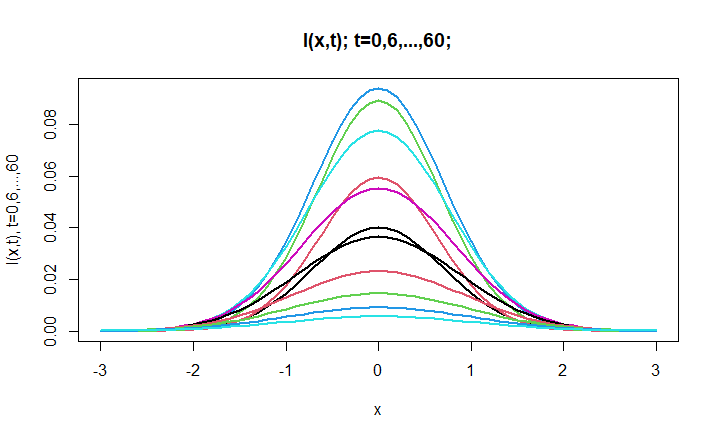 I(x,t); t=0,6,...,60;
I(x,t), t=0,6,...,60
0.08
0.06
0.04
0.02
0.00
-3 -2 -1 0 1 2 3
x